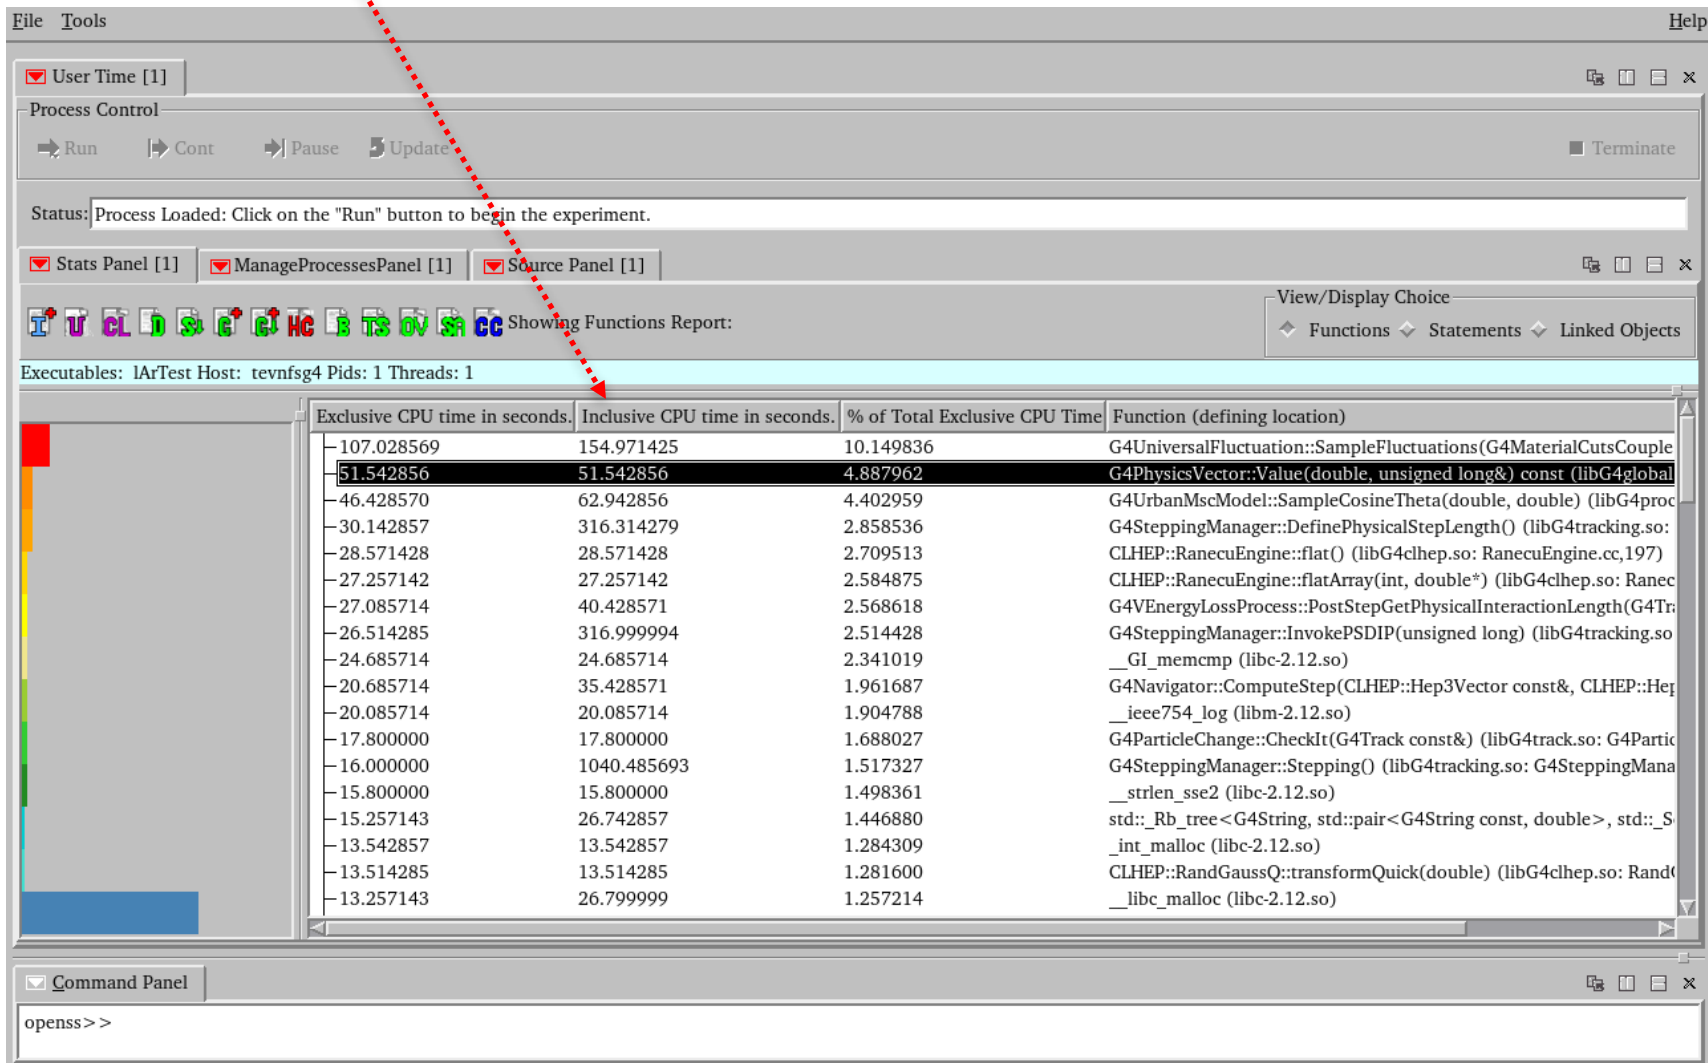 File Tools Help
User Time [1]
Process Control
Run Cont Pause Update Terminate
Status: Process Loaded: Click on the "Run" button to begin the experiment.
Stats Panel [1] ManageProcessesPanel [1] Source Panel [1]
View/Display Choice
I U CL D S G G HC B TS OV SA CC Showing Functions Report: Functions Statements Linked Objects
Executables: lArTest Host: tevnfsg4 Pids: 1 Threads: 1
Exclusive CPU time in seconds. Inclusive CPU time in seconds. % of Total Exclusive CPU Time Function (defining location)
107.028569 154.971425 10.149836 G4UniversalFluctuation::SampleFluctuations(G4MaterialCutsCouple
51.542856 51.542856 4.887962 G4PhysicsVector::Value(double, unsigned long&) const (libG4global
46.428570 62.942856 4.402959 G4UrbanMscModel::SampleCosineTheta(double, double) (libG4proc
30.142857 316.314279 2.858536 G4SteppingManager::DefinePhysicalStepLength() (libG4tracking.so:
28.571428 28.571428 2.709513 CLHEP::RanecuEngine::flat() (libG4clhep.so: RanecuEngine.cc,197)
27.257142 27.257142 2.584875 CLHEP::RanecuEngine::flatArray(int, double*) (libG4clhep.so: Ranec
27.085714 40.428571 2.568618 G4VEnergyLossProcess::PostStepGetPhysicalInteractionLength(G4Tra
26.514285 316.999994 2.514428 G4SteppingManager::InvokePSDIP(unsigned long) (libG4tracking.so
24.685714 24.685714 2.341019 __GI_memcmp (libc-2.12.so)
20.685714 35.428571 1.961687 G4Navigator::ComputeStep(CLHEP::Hep3Vector const&, CLHEP::Hep
20.085714 20.085714 1.904788 __ieee754_log (libm-2.12.so)
17.800000 17.800000 1.688027 G4ParticleChange::CheckIt(G4Track const&) (libG4track.so: G4Partic
16.000000 1040.485693 1.517327 G4SteppingManager::Stepping() (libG4tracking.so: G4SteppingMana
15.800000 15.800000 1.498361 __strlen_sse2 (libc-2.12.so)
15.257143 26.742857 1.446880 std::_Rb_tree<G4String, std::pair<G4String const, double>, std::_S
13.542857 13.542857 1.284309 _int_malloc (libc-2.12.so)
13.514285 13.514285 1.281600 CLHEP::RandGaussQ::transformQuick(double) (libG4clhep.so: Rand
13.257143 26.799999 1.257214 __libc_malloc (libc-2.12.so)
Command Panel
openss>>